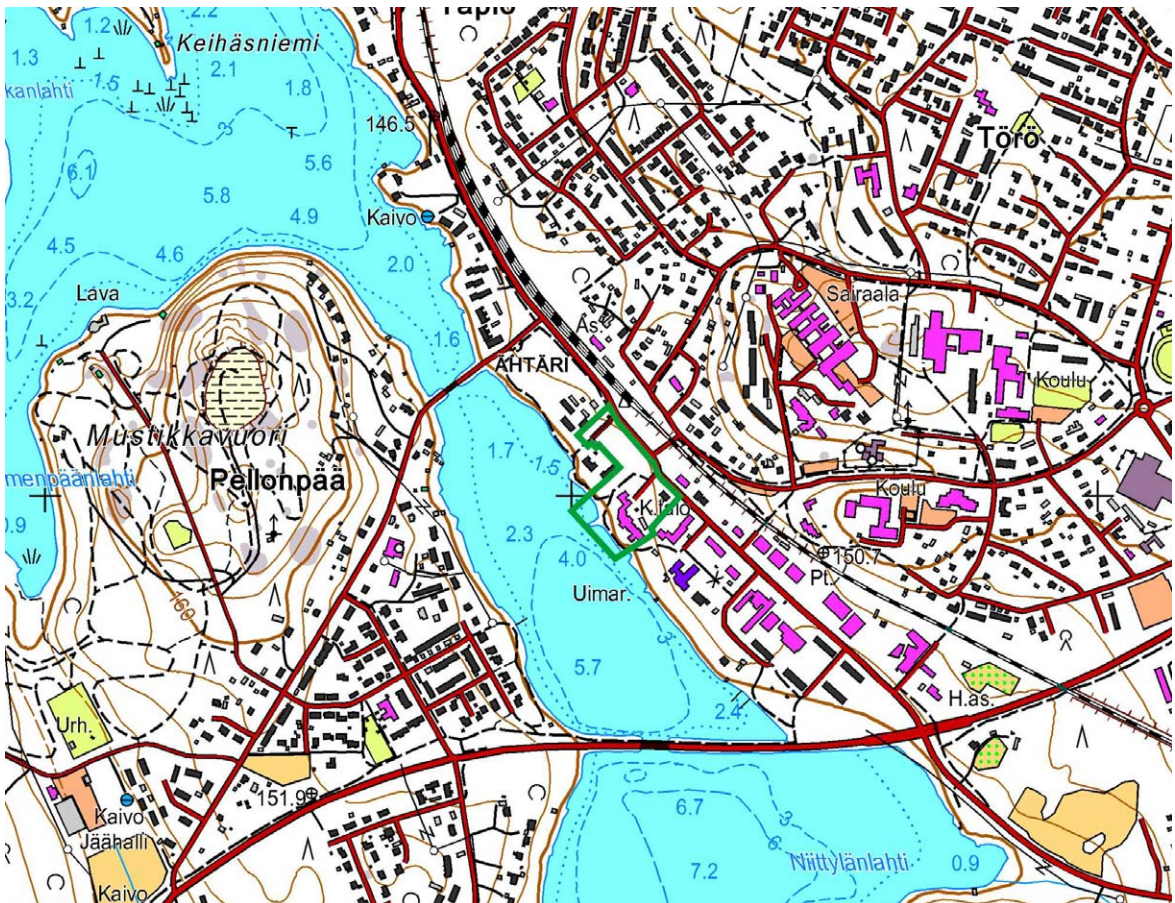 1.2
2.2
Keihäsniemi
1.3
1.5
2.1
1.8
146.5
5.6
6.1
5.8
4.9
Törö
Kaivo
4.5
4.6
2.0
3.2
Lava
Sairaala
As.
1.6
ÄHTÄRI
Koulu
Mustikkavuori
1.7
1.5
Pellonpää
K.talo
Koulu
0.9
2.3
4.0
150.7
Pt.
Uimar.
160
3
5.7
Urh.
2.4
H.as.
151.9
Kaivo
Jäähalli
6.7
3
6
Niittylänlahti
0.9
7.2
Kaivo